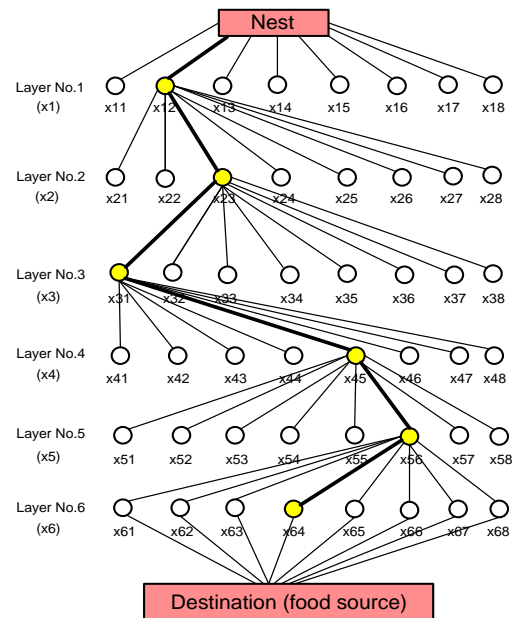 Nest
Layer No.1
(x1)
x11 x12 x13 x14 x15 x16 x17 x18
Layer No.2
(x2)
x21 x22 x23 x24 x25 x26 x27 x28
Layer No.3
(x3)
x31 x32 x33 x34 x35 x36 x37 x38
Layer No.4
(x4)
x41 x42 x43 x44 x45 x46 x47 x48
Layer No.5
(x5)
x51 x52 x53 x54 x55 x56 x57 x58
Layer No.6
(x6)
x61 x62 x63 x64 x65 x66 x67 x68
Destination (food source)